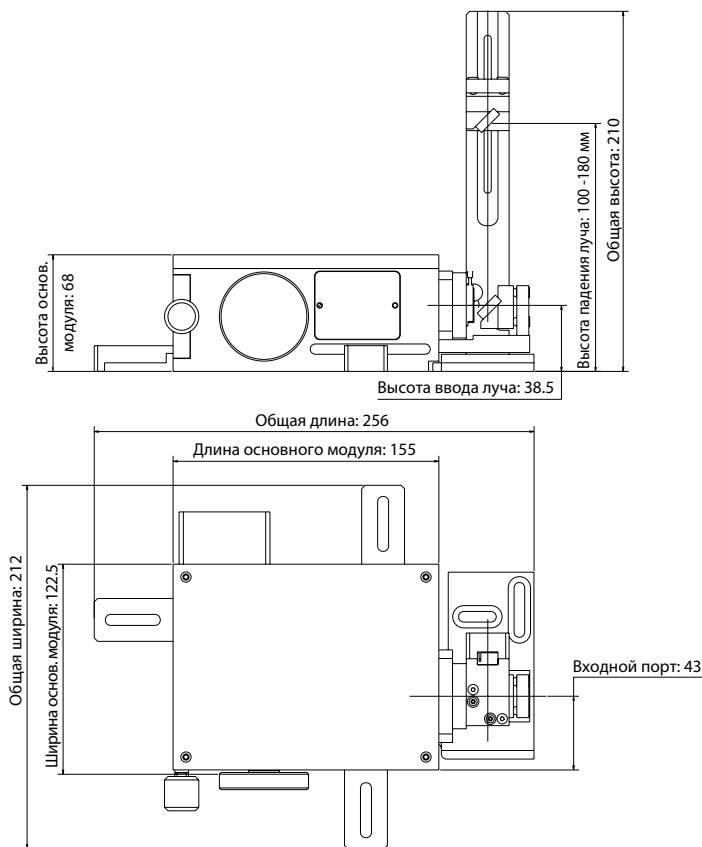 Высота основ.
модуля: 68
Высота падения луча: 100 -180 мм
Общая высота: 210
Высота ввода луча: 38.5
Общая длина: 256
Длина основного модуля: 155
Общая ширина: 212
Ширина основ. модуля: 122.5
Входной порт: 43